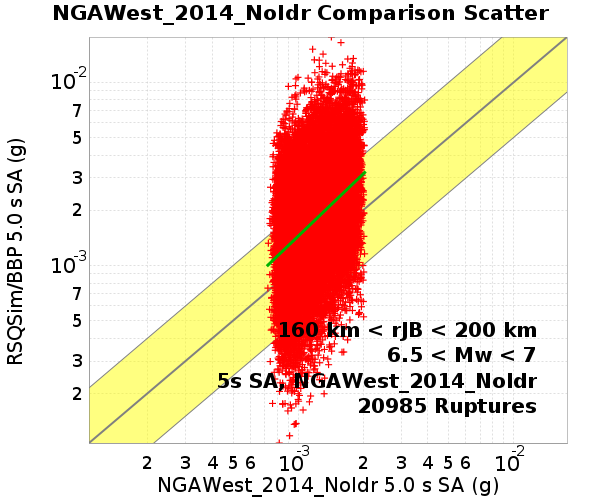 NGAWest_2014_NoIdr Comparison Scatter
RSQSim/BBP 5.0 s SA (g)
10-2
7
5
3
2
10-3
7
5
3
2
160 km < rJB < 200 km
6.5 < Mw < 7
5s SA, NGAWest_2014_NoIdr
20985 Ruptures
2 3 4 5 6 10-3 2 3 4 5 6 8 10-2
NGAWest_2014_NoIdr 5.0 s SA (g)